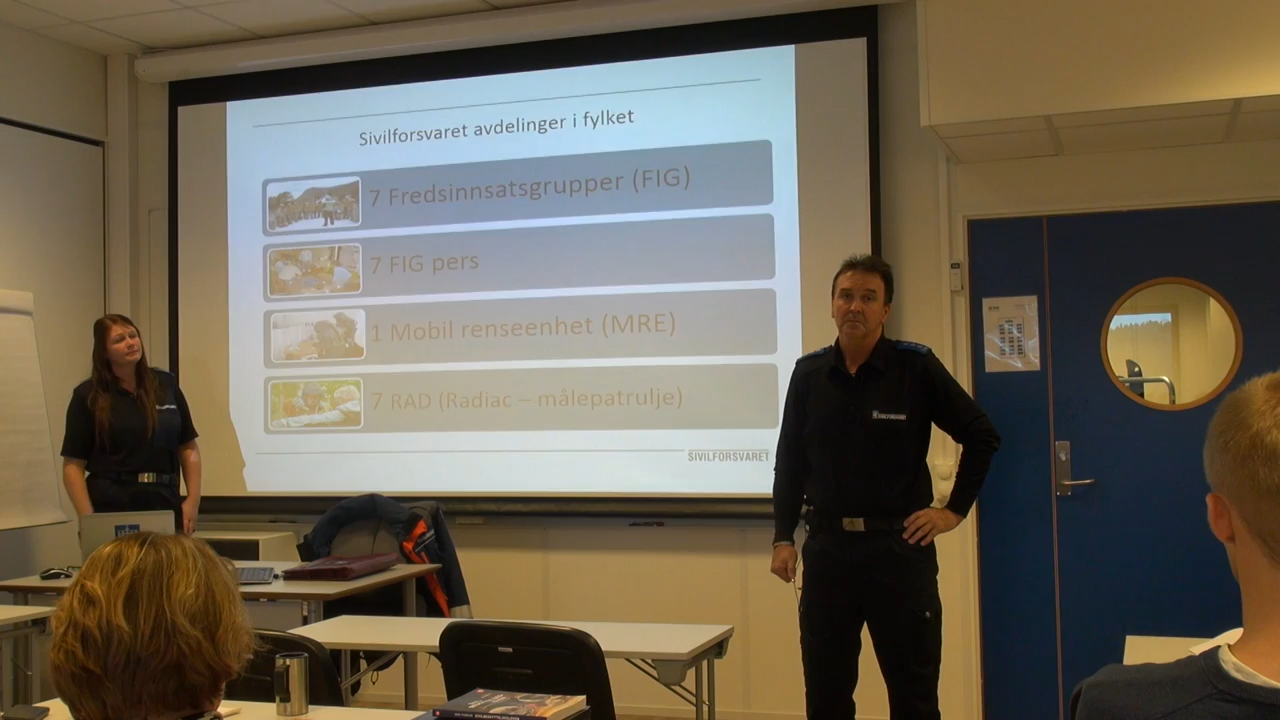 Sivilforsvaret avdelinger i fylket
7 Fredsinnsatsgrupper (FIG)
7 FIG pers
1 Mobil renseenhet (MRE)
7 RAD (Radiac – målepatrulje)
SIVILFORSVARET